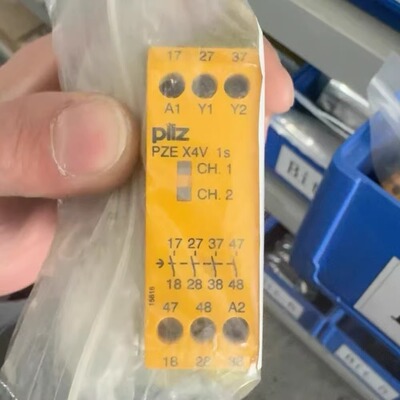 17 27 37
A1 Y1 Y2
pilz
PZE X4V 1s
CH. 1
CH. 2
17 27 37 47
18 28 38 48
47 48 A2
18 28 38